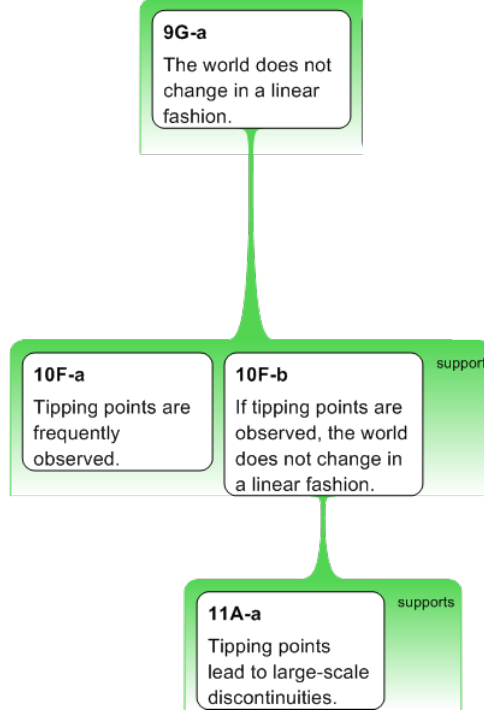 9G-a
The world does not
change in a linear
fashion.
10F-a
Tipping points are
frequently
observed.
10F-b
If tipping points are
observed, the world
does not change in
a linear fashion.
support
11A-a
Tipping points
lead to large-scale
discontinuities.
supports